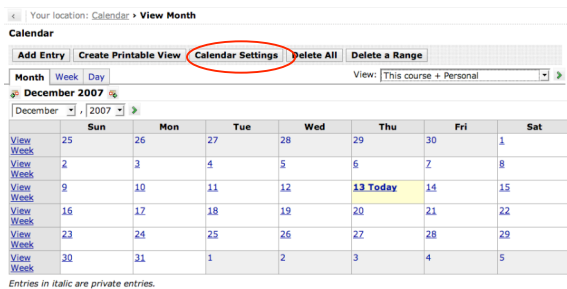 Your location: Calendar › View Month
Calendar
Add Entry Create Printable View Calendar Settings Delete All Delete a Range
Month Week Day View: This course + Personal
December 2007
December , 2007
Sun Mon Tue Wed Thu Fri Sat
View Week 25 26 27 28 29 30 1
View Week 2 3 4 5 6 7 8
View Week 9 10 11 12 13 Today 14 15
View Week 16 17 18 19 20 21 22
View Week 23 24 25 26 27 28 29
View Week 30 31 1 2 3 4 5
Entries in italic are private entries.